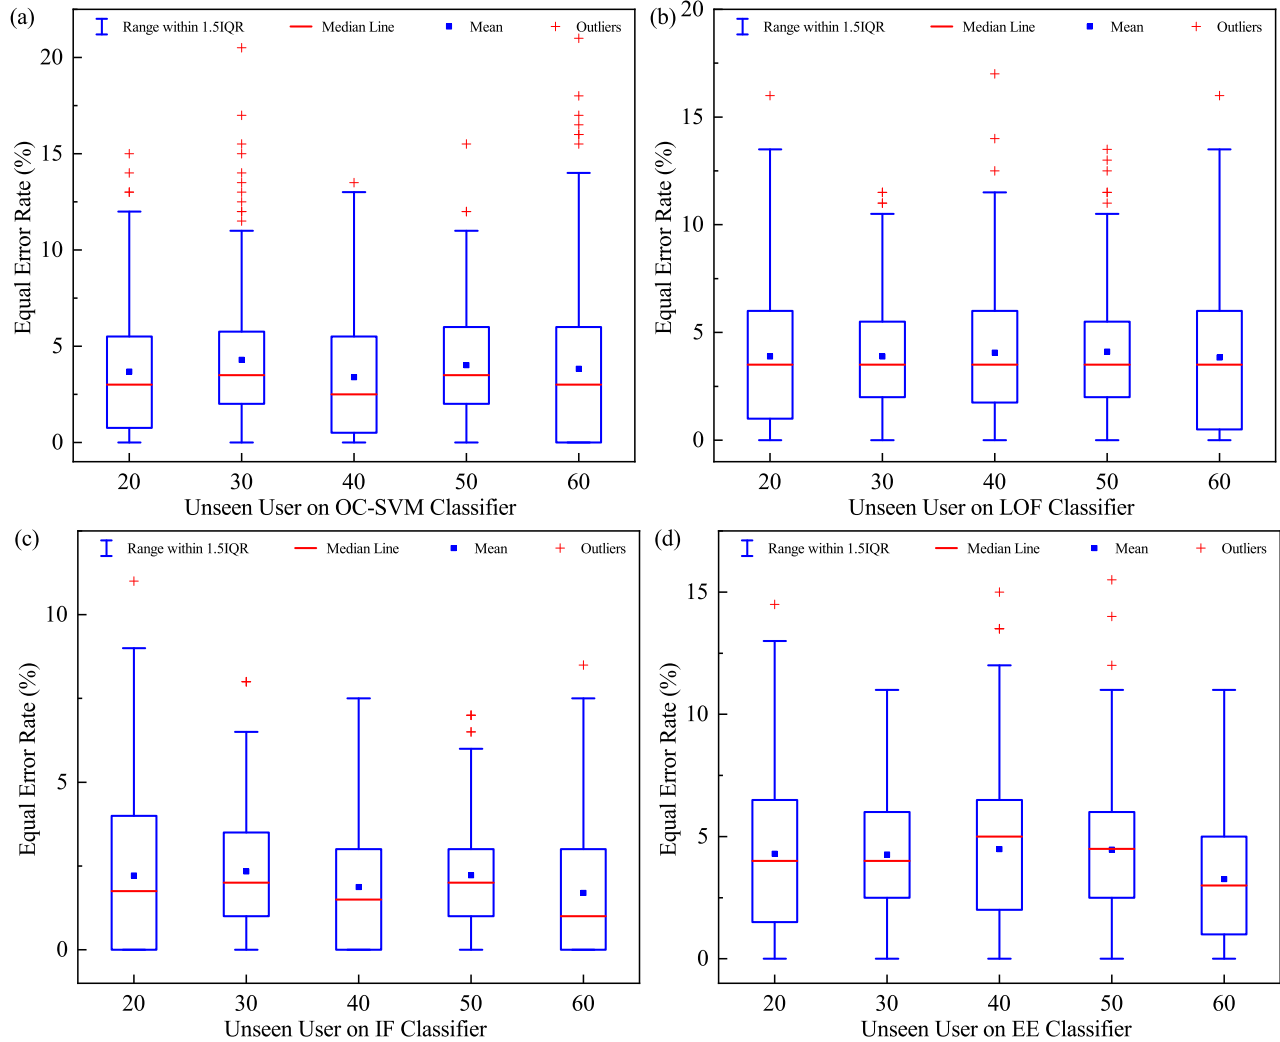 (a)
Range within 1.5IQR Median Line Mean Outliers
20
15
10
5
0
Equal Error Rate (%)
20 30 40 50 60
Unseen User on OC-SVM Classifier
(b)
Range within 1.5IQR Median Line Mean Outliers
20
15
10
5
0
Equal Error Rate (%)
20 30 40 50 60
Unseen User on LOF Classifier
(c)
Range within 1.5IQR Median Line Mean Outliers
10
5
0
Equal Error Rate (%)
20 30 40 50 60
Unseen User on IF Classifier
(d)
Range within 1.5IQR Median Line Mean Outliers
15
10
5
0
Equal Error Rate (%)
20 30 40 50 60
Unseen User on EE Classifier